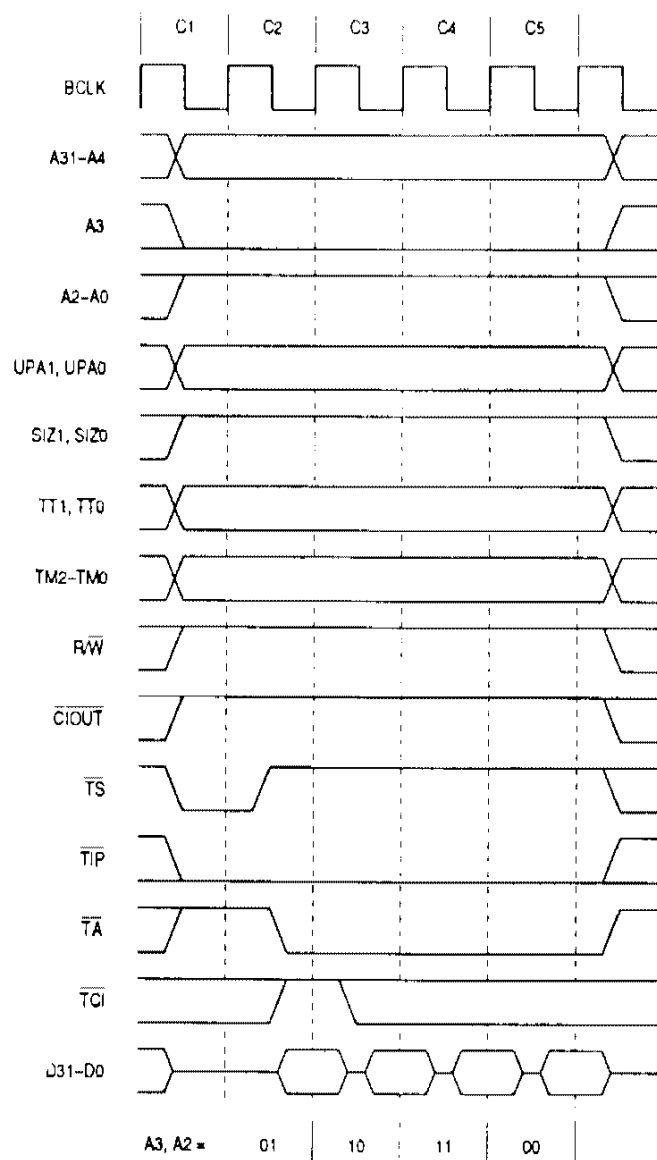 C1 C2 C3 C4 C5
BCLK
A31-A4
A3
A2-A0
UPA1, UPA0
SIZ1, SIZ0
TT1, TT0
TM2-TM0
R/W
CIOUT
TS
TIP
TA
TCI
D31-D0
A3, A2 = 01 10 11 00